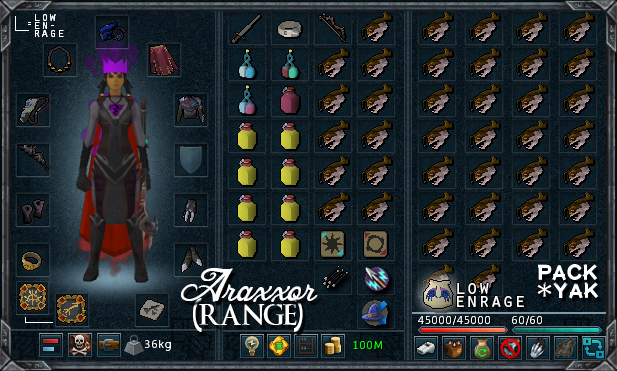 LOW
EN-
RAGE
Araxxor
(RANGE)
LOW
ENRAGE
PACK
*YAK
45000/45000
60/60
36kg
100M